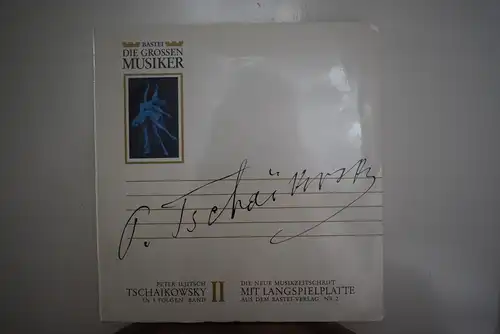 BASTEI
DIE GROSSEN
MUSIKER
P. Tschaïkovsky
PETER ILJITSCH
TSCHAIKOWSKY
IN 3 FOLGEN · BAND
II
DIE NEUE MUSIKZEITSCHRIFT
MIT LANGSPIELPLATTE
AUS DEM BASTEI-VERLAG · NR. 2